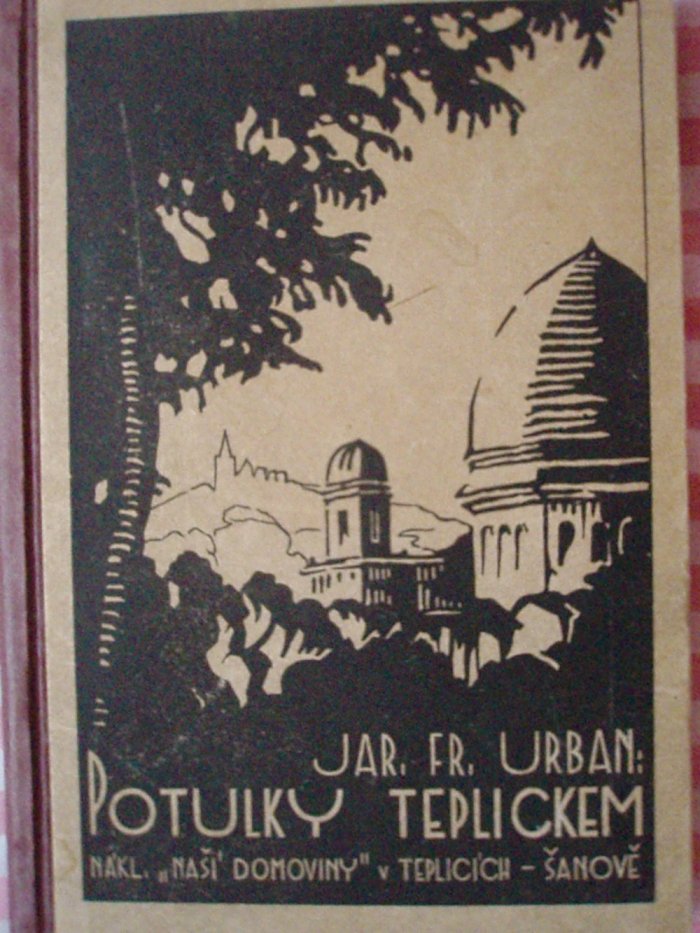 JAR. FR. URBAN:
POTULKY TEPLICKEM
NÁKL. „NAŠÍ DOMOVINY" V TEPLICÍCH - ŠANOVĚ